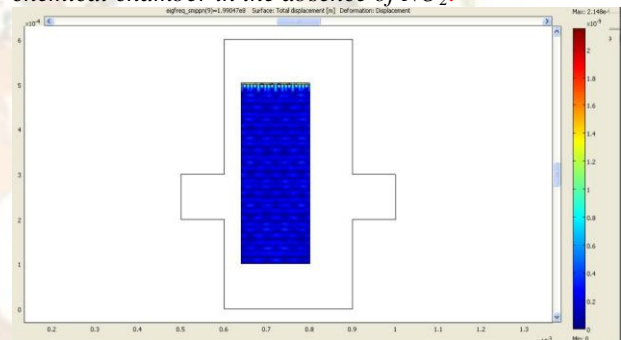 chemical chamber in the absence of NO2.
eigfreq_smppn(9)=1.99047e8 Surface: Total displacement [m] Deformation: Displacement
Max: 2.148e-⁹
x10⁻⁴
x10⁻⁹
6
5
4
3
2
1
0
2
1.8
1.6
1.4
1.2
1
0.8
0.6
0.4
0.2
0
0.2 0.3 0.4 0.5 0.6 0.7 0.8 0.9 1 1.1 1.2 1.3
Min: 0